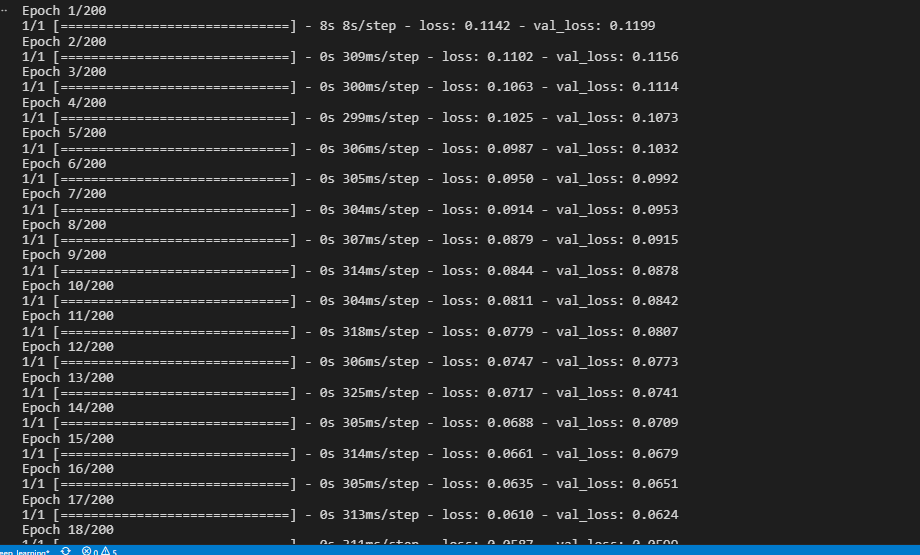 Epoch 1/200
1/1 [==============================] - 8s 8s/step - loss: 0.1142 - val_loss: 0.1199
Epoch 2/200
1/1 [==============================] - 0s 309ms/step - loss: 0.1102 - val_loss: 0.1156
Epoch 3/200
1/1 [==============================] - 0s 300ms/step - loss: 0.1063 - val_loss: 0.1114
Epoch 4/200
1/1 [==============================] - 0s 299ms/step - loss: 0.1025 - val_loss: 0.1073
Epoch 5/200
1/1 [==============================] - 0s 306ms/step - loss: 0.0987 - val_loss: 0.1032
Epoch 6/200
1/1 [==============================] - 0s 305ms/step - loss: 0.0950 - val_loss: 0.0992
Epoch 7/200
1/1 [==============================] - 0s 304ms/step - loss: 0.0914 - val_loss: 0.0953
Epoch 8/200
1/1 [==============================] - 0s 307ms/step - loss: 0.0879 - val_loss: 0.0915
Epoch 9/200
1/1 [==============================] - 0s 314ms/step - loss: 0.0844 - val_loss: 0.0878
Epoch 10/200
1/1 [==============================] - 0s 304ms/step - loss: 0.0811 - val_loss: 0.0842
Epoch 11/200
1/1 [==============================] - 0s 318ms/step - loss: 0.0779 - val_loss: 0.0807
Epoch 12/200
1/1 [==============================] - 0s 306ms/step - loss: 0.0747 - val_loss: 0.0773
Epoch 13/200
1/1 [==============================] - 0s 325ms/step - loss: 0.0717 - val_loss: 0.0741
Epoch 14/200
1/1 [==============================] - 0s 305ms/step - loss: 0.0688 - val_loss: 0.0709
Epoch 15/200
1/1 [==============================] - 0s 314ms/step - loss: 0.0661 - val_loss: 0.0679
Epoch 16/200
1/1 [==============================] - 0s 305ms/step - loss: 0.0635 - val_loss: 0.0651
Epoch 17/200
1/1 [==============================] - 0s 313ms/step - loss: 0.0610 - val_loss: 0.0624
Epoch 18/200
1/1 [==============================] - 0s 311ms/step - loss: 0.0587 - val_loss:
learning* 0 5